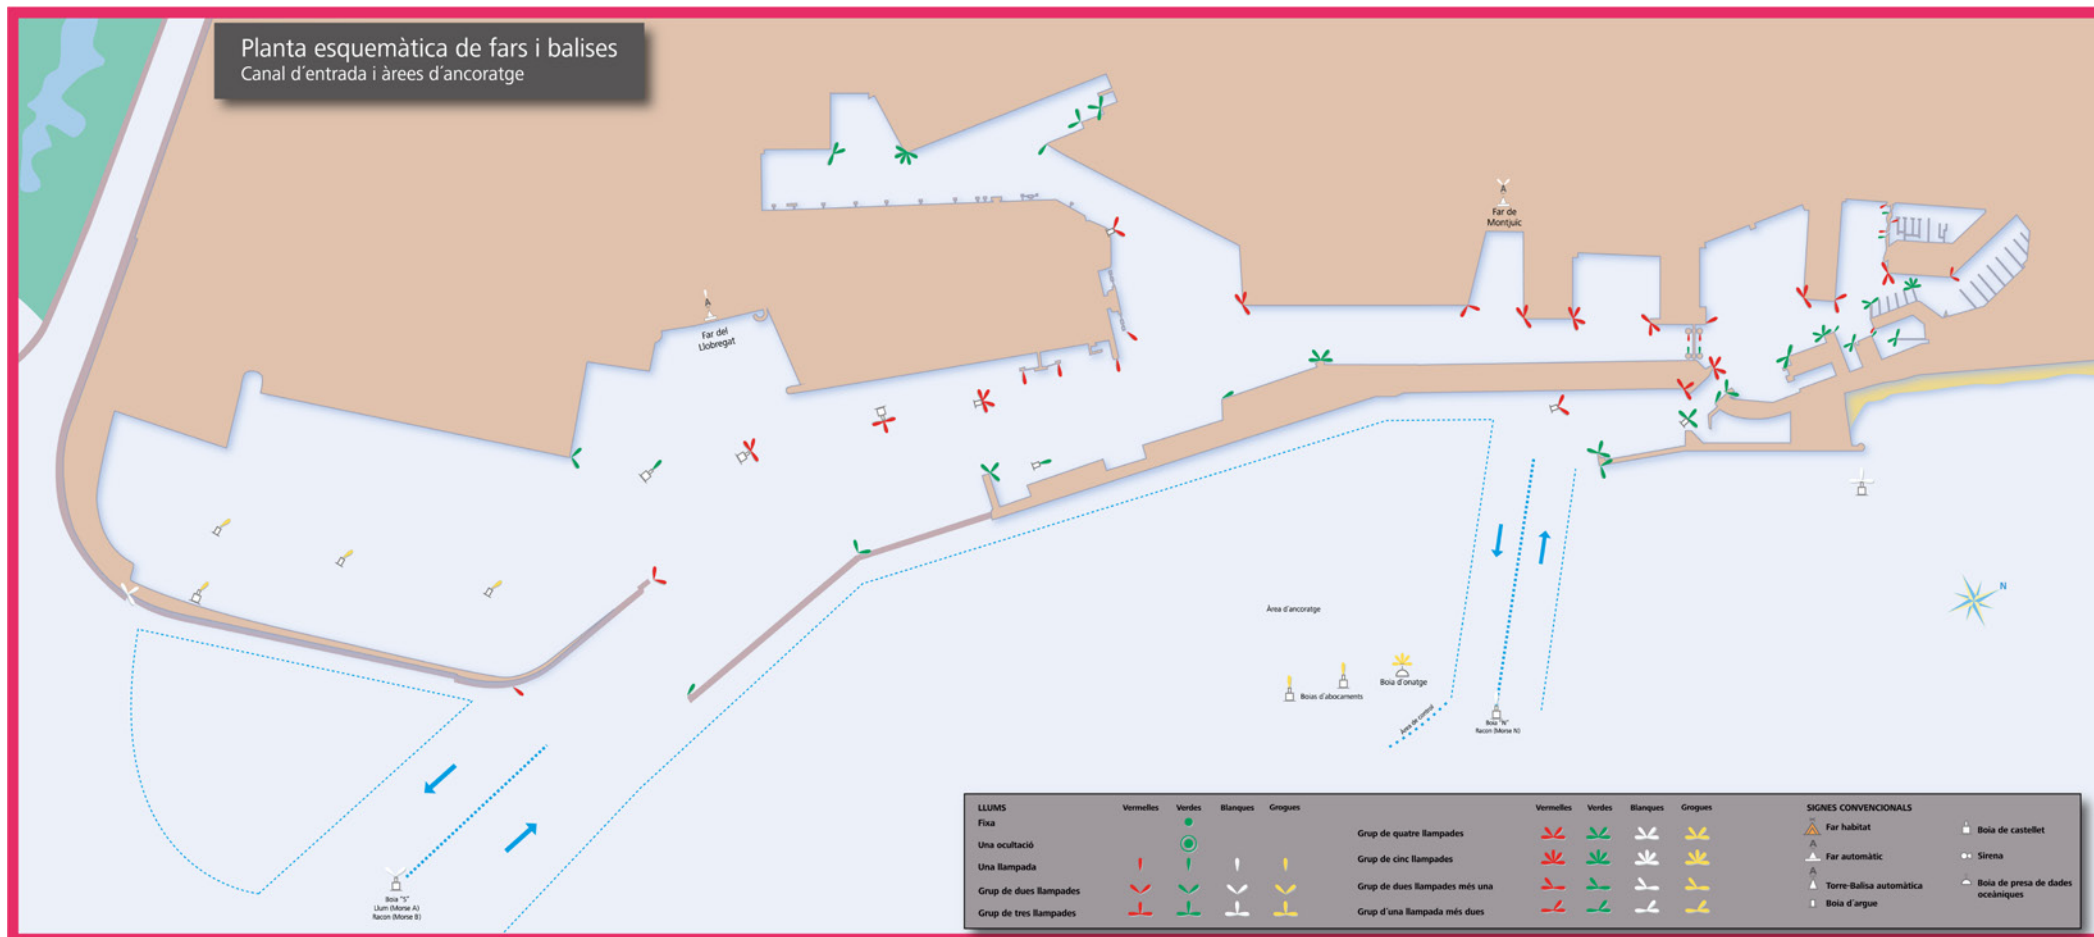 Planta esquemàtica de fars i balises
Canal d´entrada i àrees d´ancoratge
A
Far de
Montjuïc
A
Far del
Llobregat
N
Àrea d´ancoratge
Boias d´abocaments
Boia d´onatge
Àrea de control
Boia "N"
Racon (Morse N)
Boia "S"
Llum (Morse A)
Racon (Morse B)
LLUMS
Vermelles Verdes Blanques Grogues
Fixa
Una ocultació
Una llampada
Grup de dues llampades
Grup de tres llampades
Vermelles Verdes Blanques Grogues
Grup de quatre llampades
Grup de cinc llampades
Grup de dues llampades més una
Grup d´una llampada més dues
SIGNES CONVENCIONALS
Far habitat
A
Far automàtic
A
Torre-Balisa automàtica
Boia d´argue
Boia de castellet
Sirena
Boia de presa de dades
oceàniques